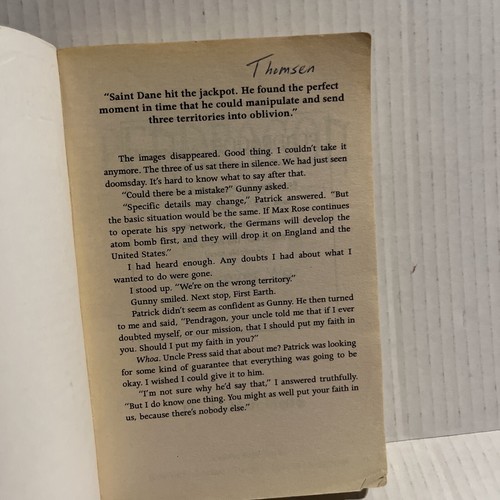 Thomsen
"Saint Dane hit the jackpot. He found the perfect
moment in time that he could manipulate and send
three territories into oblivion."
The images disappeared. Good thing. I couldn't take it
anymore. The three of us sat there in silence. We had just seen
doomsday. It's hard to know what to say after that.
"Could there be a mistake?" Gunny asked.
"Specific details may change," Patrick answered. "But
the basic situation would be the same. If Max Rose continues
to operate his spy network, the Germans will develop the
atom bomb first, and they will drop it on England and the
United States."
I had heard enough. Any doubts I had about what I
wanted to do were gone.
I stood up. "We're on the wrong territory."
Gunny smiled. Next stop, First Earth.
Patrick didn't seem as confident as Gunny. He then turned
to me and said, "Pendragon, your uncle told me that if I ever
doubted myself, or our mission, that I should put my faith in
you. Should I put my faith in you?"
Whoa. Uncle Press said that about me? Patrick was looking
for some kind of guarantee that everything was going to be
okay. I wished I could give it to him.
"I'm not sure why he'd say that," I answered truthfully.
"But I do know one thing. You might as well put your faith in
us, because there's nobody else."